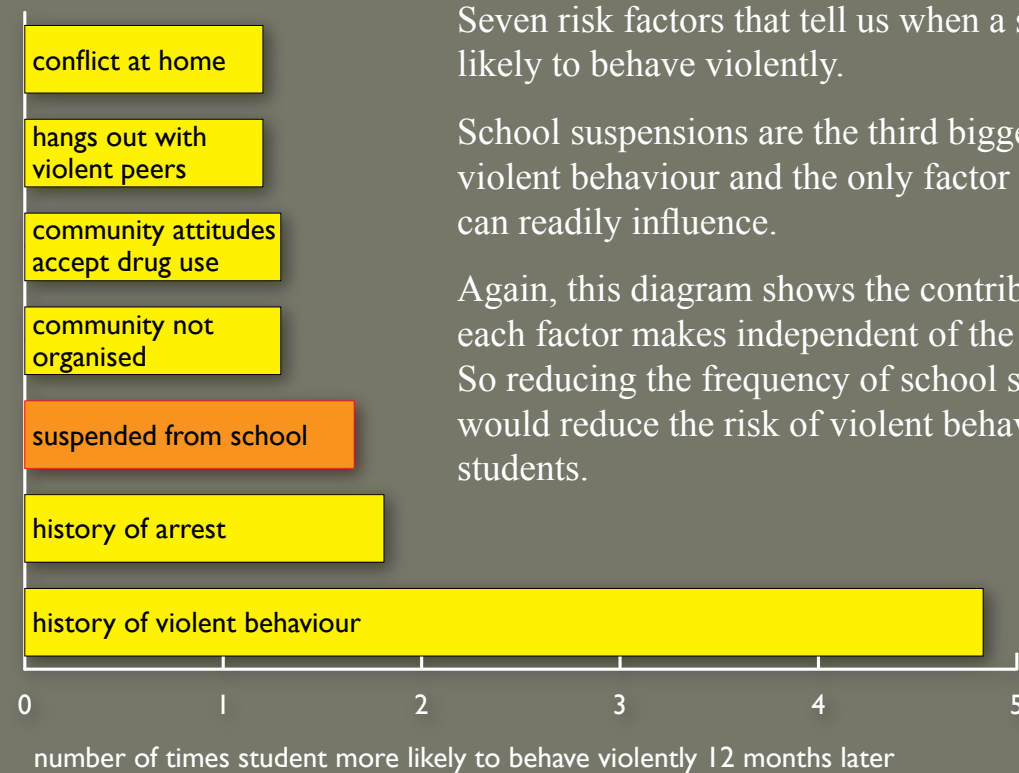 conflict at home
hangs out with
violent peers
community attitudes
accept drug use
community not
organised
suspended from school
history of arrest
history of violent behaviour
0 1 2 3 4 5
number of times student more likely to behave violently 12 months later
Seven risk factors that tell us when a
likely to behave violently.
School suspensions are the third
violent behaviour and the only factor
can readily influence.
Again, this diagram shows the
each factor makes independent of the
So reducing the frequency of school
would reduce the risk of violent
students.